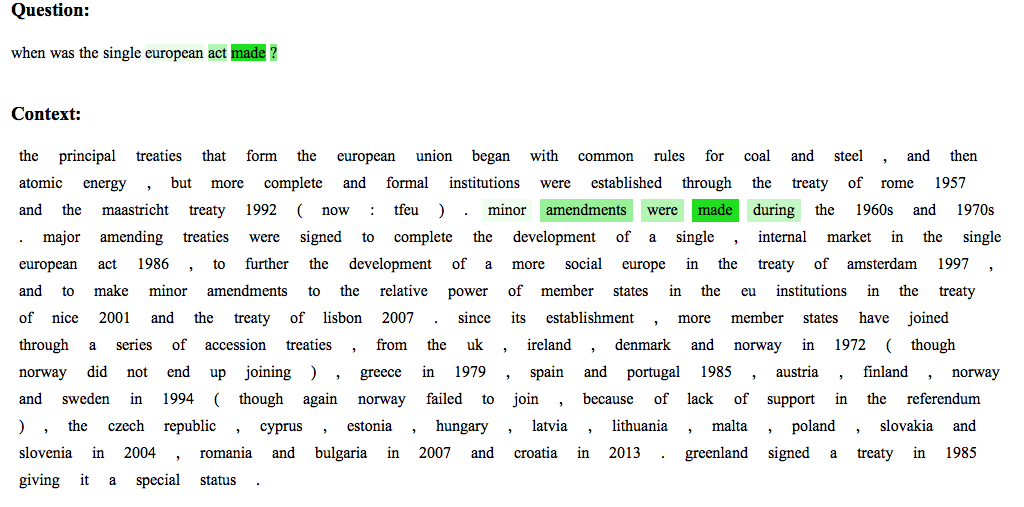 Question:
when was the single european act made ?
Context:
the principal treaties that form the european union began with common rules for coal and steel , and then
atomic energy , but more complete and formal institutions were established through the treaty of rome 1957
and the maastricht treaty 1992 ( now : tfeu ) . minor amendments were made during the 1960s and 1970s
. major amending treaties were signed to complete the development of a single , internal market in the single
european act 1986 , to further the development of a more social europe in the treaty of amsterdam 1997 ,
and to make minor amendments to the relative power of member states in the eu institutions in the treaty
of nice 2001 and the treaty of lisbon 2007 . since its establishment , more member states have joined
through a series of accession treaties , from the uk , ireland , denmark and norway in 1972 ( though
norway did not end up joining ) , greece in 1979 , spain and portugal 1985 , austria , finland , norway
and sweden in 1994 ( though again norway failed to join , because of lack of support in the referendum
) , the czech republic , cyprus , estonia , hungary , latvia , lithuania , malta , poland , slovakia and
slovenia in 2004 , romania and bulgaria in 2007 and croatia in 2013 . greenland signed a treaty in 1985
giving it a special status .